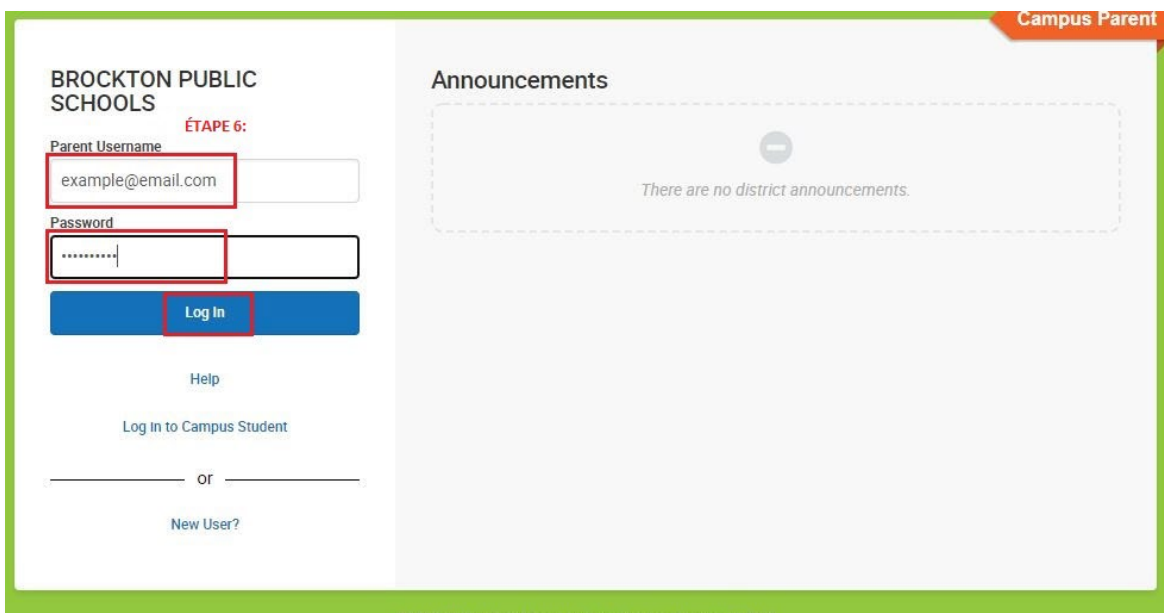 Campus Parent
BROCKTON PUBLIC
SCHOOLS
ÉTAPE 6:
Parent Username
example@email.com
Password
••••••••••
Log In
Help
Log in to Campus Student
or
New User?
Announcements
There are no district announcements.